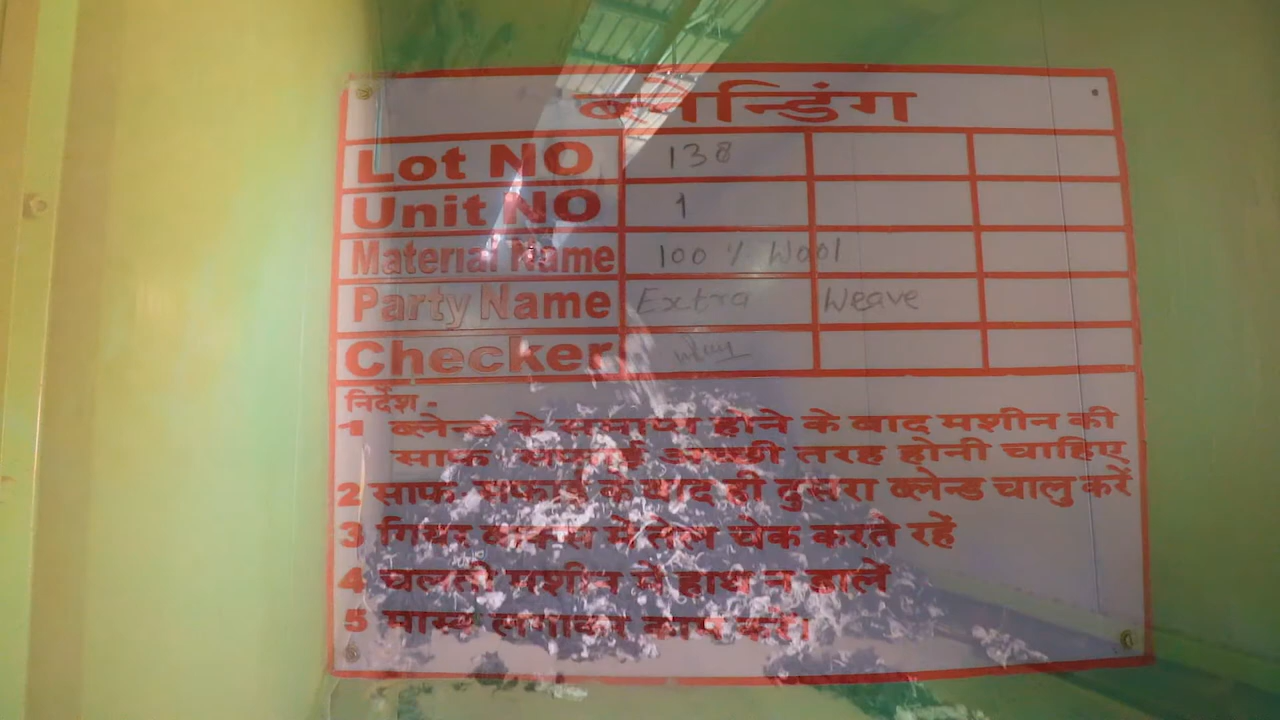 ब्लेन्डिंग
Lot NO 138
Unit NO 1
Material Name 100 % Wool
Party Name Extra Weave
Checker
निर्देश -
1 ब्लेन्ड के समाप्त होने के बाद मशीन की
साफ सफाई अच्छी तरह होनी चाहिए
2 साफ सफाई के बाद ही दुसरा ब्लेन्ड चालु करें
3 गियर बाक्स में तेल चेक करते रहें
4 चलती मशीन में हाथ न डालें
5 मास्क लगाकर काम करें।